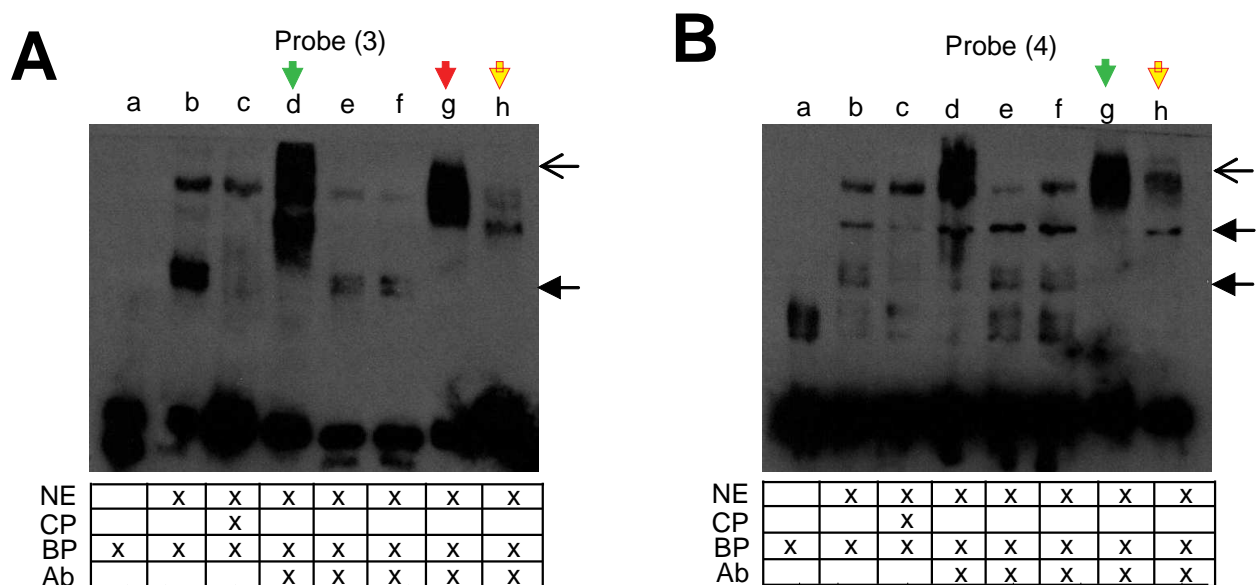 A
Probe (3)
a b c d e f g h
NE x x x x x x x
CP x
BP x x x x x x x x
Ab x x x x x
B
Probe (4)
a b c d e f g h
NE x x x x x x x
CP x
BP x x x x x x x x
Ab x x x x x